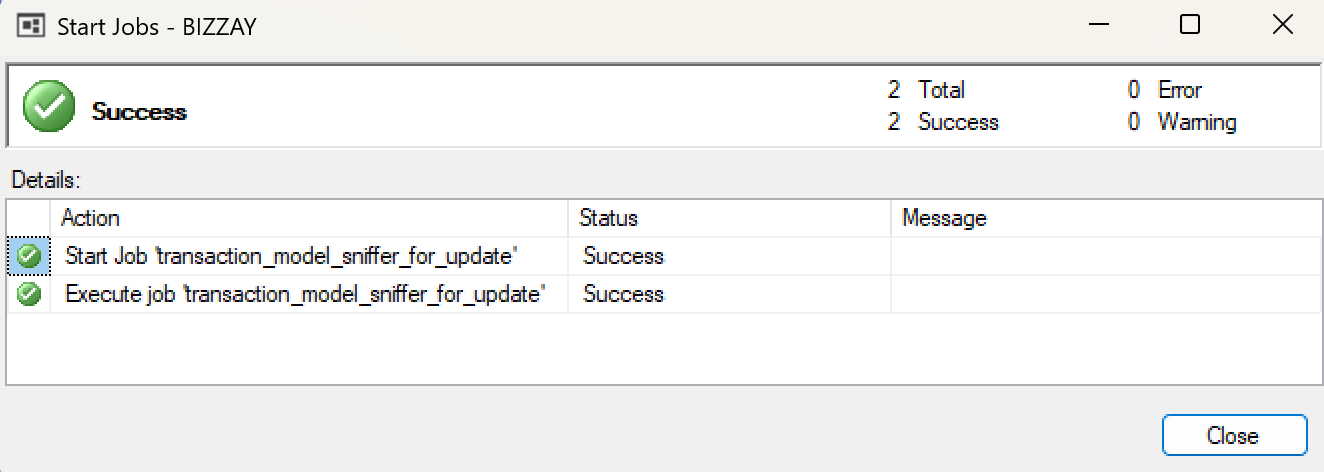 Start Jobs - BIZZAY
Success
2 Total 0 Error
2 Success 0 Warning
Details:
Action Status Message
Start Job 'transaction_model_sniffer_for_update' Success
Execute job 'transaction_model_sniffer_for_update' Success
Close